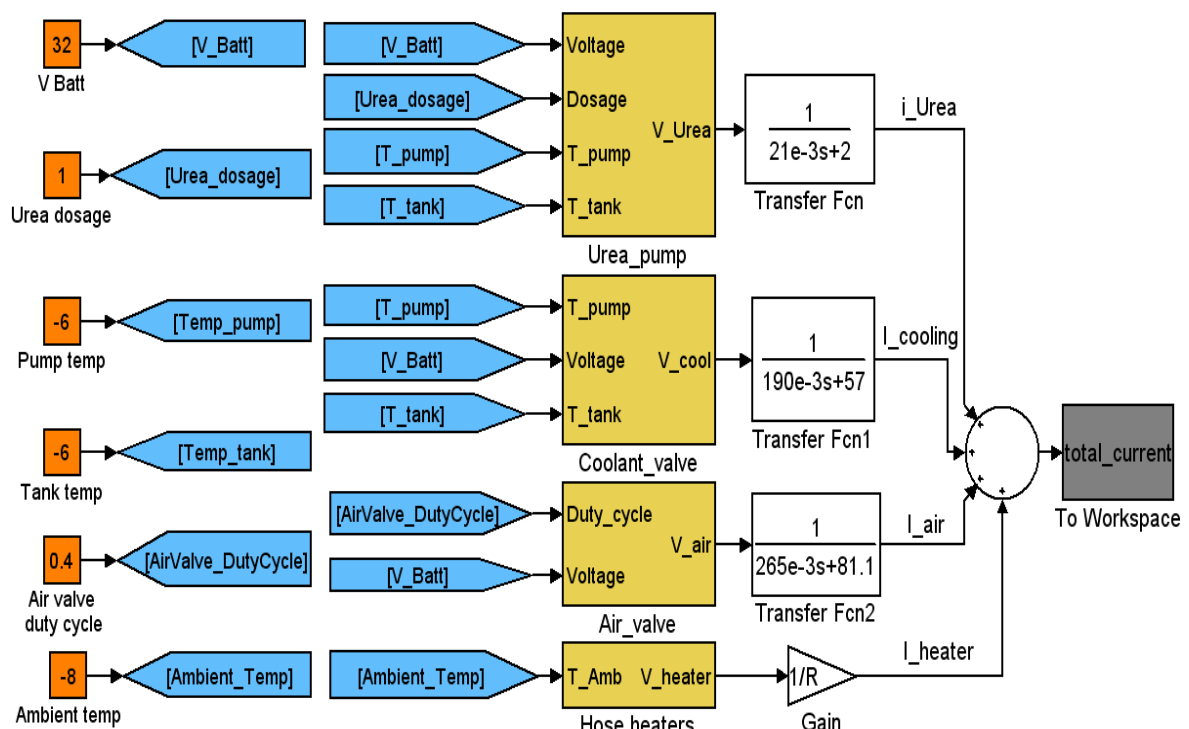 32
V Batt
[V_Batt]
1
Urea dosage
[Urea_dosage]
-6
Pump temp
[Temp_pump]
-6
Tank temp
[Temp_tank]
0.4
Air valve
duty cycle
[AirValve_DutyCycle]
-8
Ambient temp
[Ambient_Temp]
[V_Batt]
[Urea_dosage]
[T_pump]
[T_tank]
Voltage
Dosage
T_pump
T_tank
V_Urea
Urea_pump
1
21e-3s+2
Transfer Fcn
i_Urea
[T_pump]
[V_Batt]
[T_tank]
T_pump
Voltage
T_tank
V_cool
Coolant_valve
1
190e-3s+57
Transfer Fcn1
I_cooling
[AirValve_DutyCycle]
[V_Batt]
Duty_cycle
Voltage
V_air
Air_valve
1
265e-3s+81.1
Transfer Fcn2
I_air
[Ambient_Temp]
T_Amb
V_heater
Hose heaters
1/R
Gain
I_heater
+
+
+
+
total_current
To Workspace